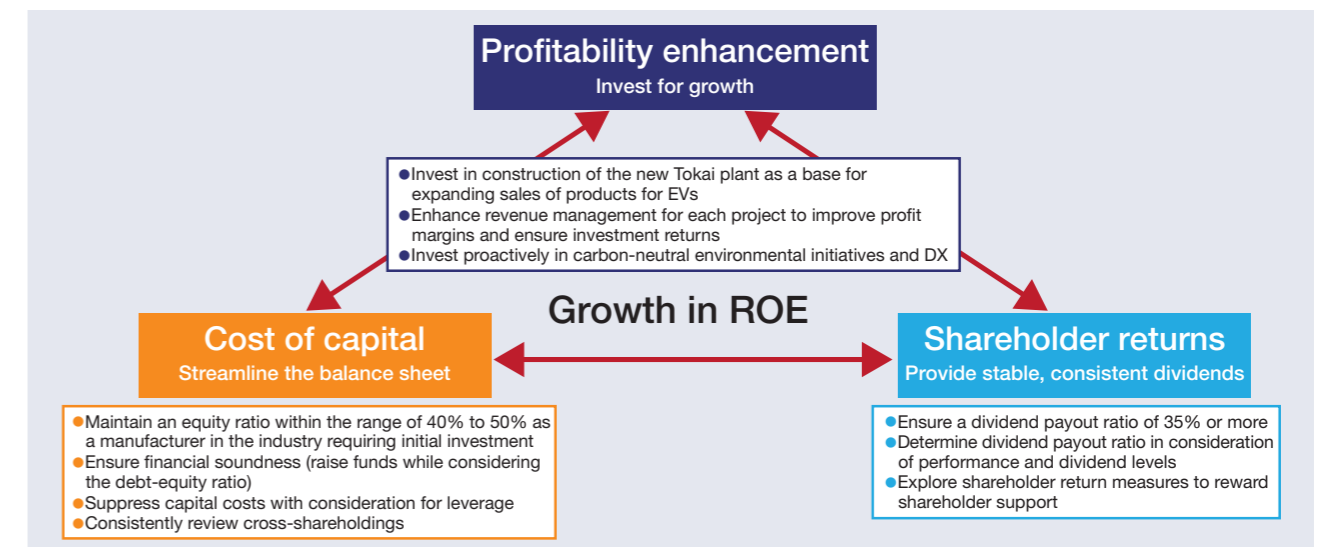 Profitability enhancement
Invest for growth
●Invest in construction of the new Tokai plant as a base for
expanding sales of products for EVs
●Enhance revenue management for each project to improve profit
margins and ensure investment returns
●Invest proactively in carbon-neutral environmental initiatives and DX
Growth in ROE
Cost of capital
Streamline the balance sheet
●Maintain an equity ratio within the range of 40% to 50% as
a manufacturer in the industry requiring initial investment
●Ensure financial soundness (raise funds while considering
the debt-equity ratio)
●Suppress capital costs with consideration for leverage
●Consistently review cross-shareholdings
Shareholder returns
Provide stable, consistent dividends
●Ensure a dividend payout ratio of 35% or more
●Determine dividend payout ratio in consideration
of performance and dividend levels
●Explore shareholder return measures to reward
shareholder support